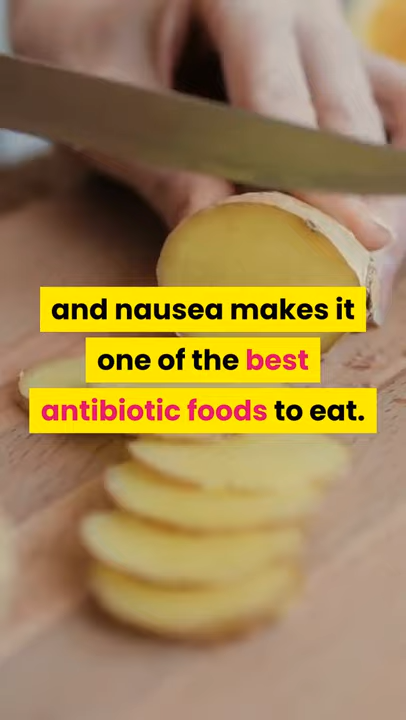 and nausea makes it
one of the best
antibiotic foods to eat.